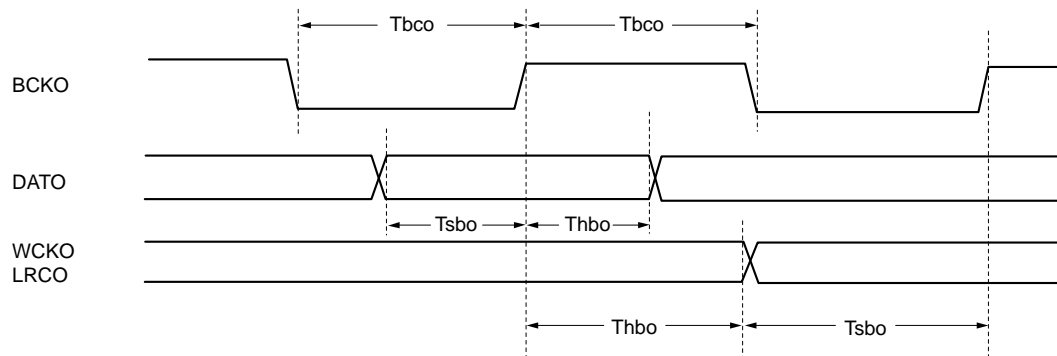 Tbco
Tbco
BCKO
DATO
Tsbo
Thbo
WCKO
LRCO
Thbo
Tsbo